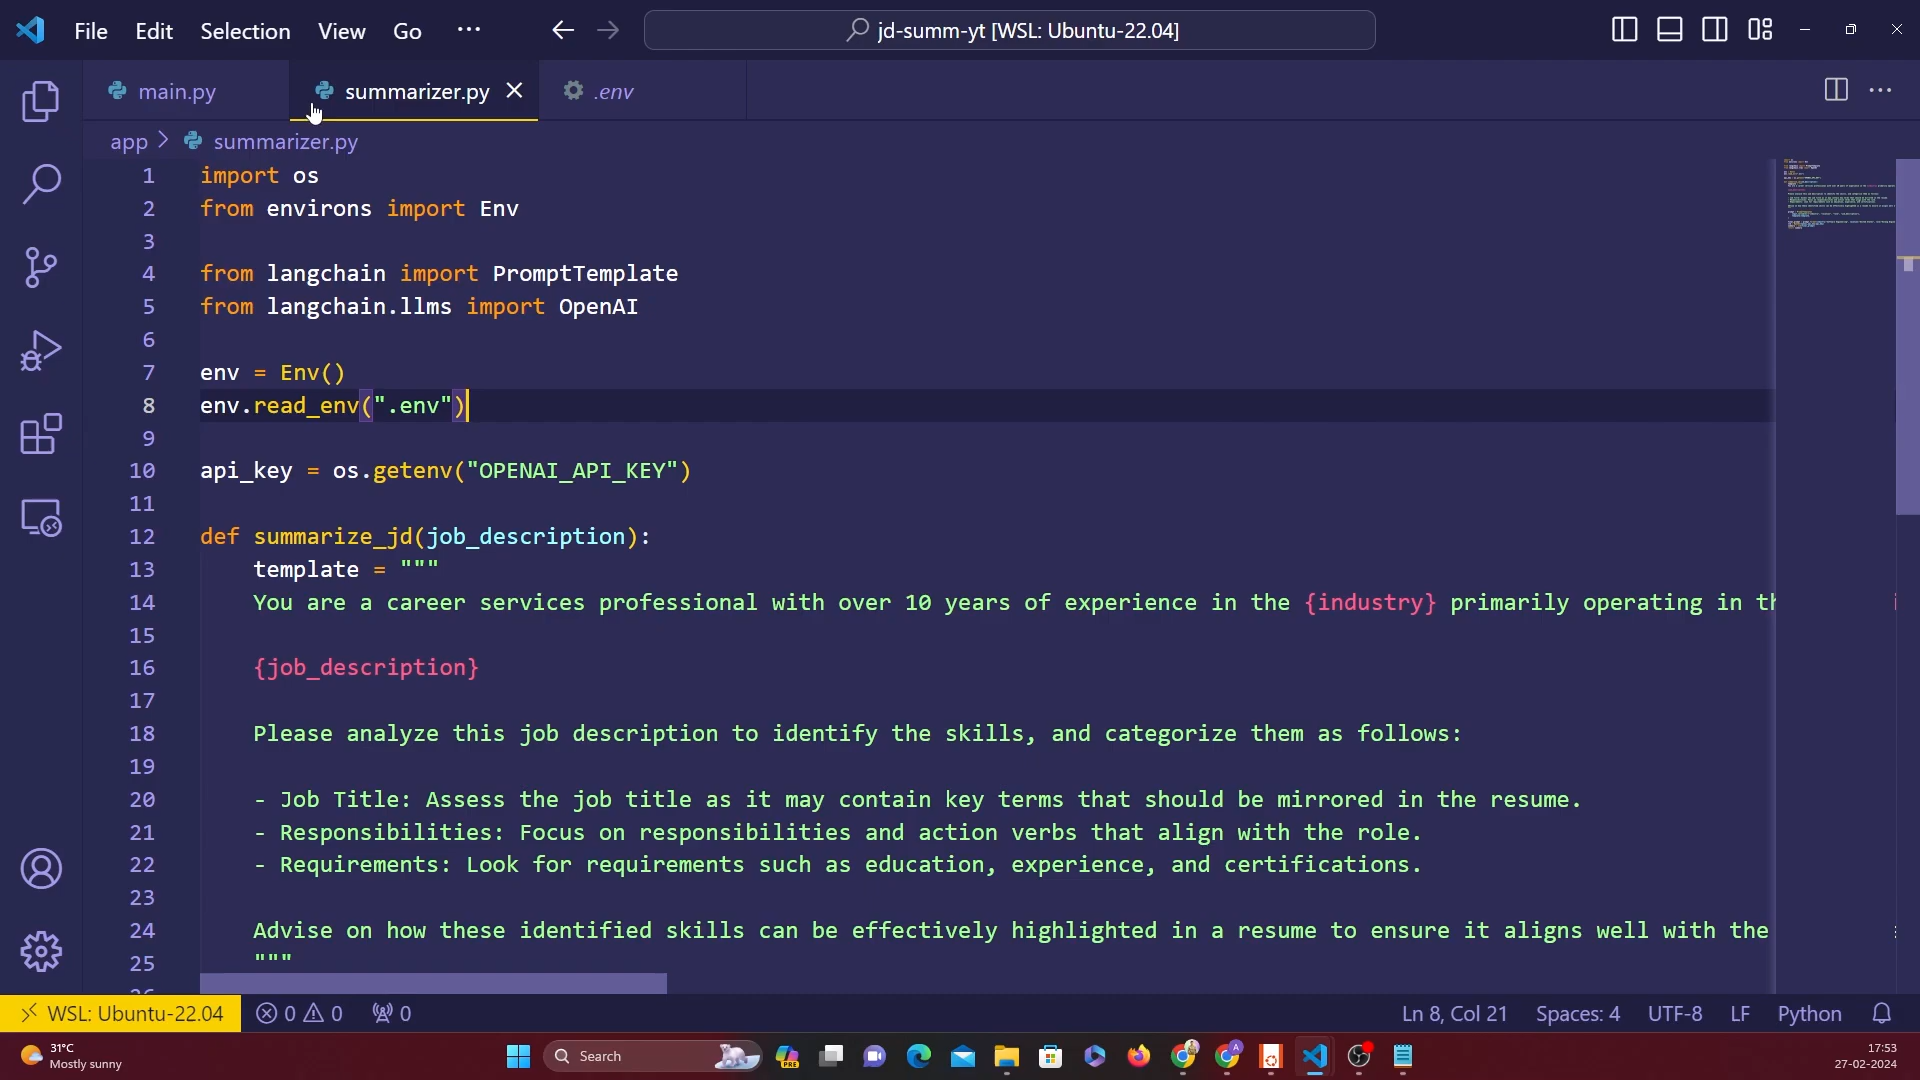 File Edit Selection View Go ··· jd-summ-yt [WSL: Ubuntu-22.04]
main.py summarizer.py .env
app > summarizer.py
1 import os
2 from environs import Env
3
4 from langchain import PromptTemplate
5 from langchain.llms import OpenAI
6
7 env = Env()
8 env.read_env(".env")
9
10 api_key = os.getenv("OPENAI_API_KEY")
11
12 def summarize_jd(job_description):
13 template = """
14 You are a career services professional with over 10 years of experience in the {industry} primarily operating in th
15
16 {job_description}
17
18 Please analyze this job description to identify the skills, and categorize them as follows:
19
20 - Job Title: Assess the job title as it may contain key terms that should be mirrored in the resume.
21 - Responsibilities: Focus on responsibilities and action verbs that align with the role.
22 - Requirements: Look for requirements such as education, experience, and certifications.
23
24 Advise on how these identified skills can be effectively highlighted in a resume to ensure it aligns well with the
25 """
WSL: Ubuntu-22.04 0 0 0 Ln 8, Col 21 Spaces: 4 UTF-8 LF Python
31°C
Mostly sunny
Search
PRE
A
17:53
27-02-2024